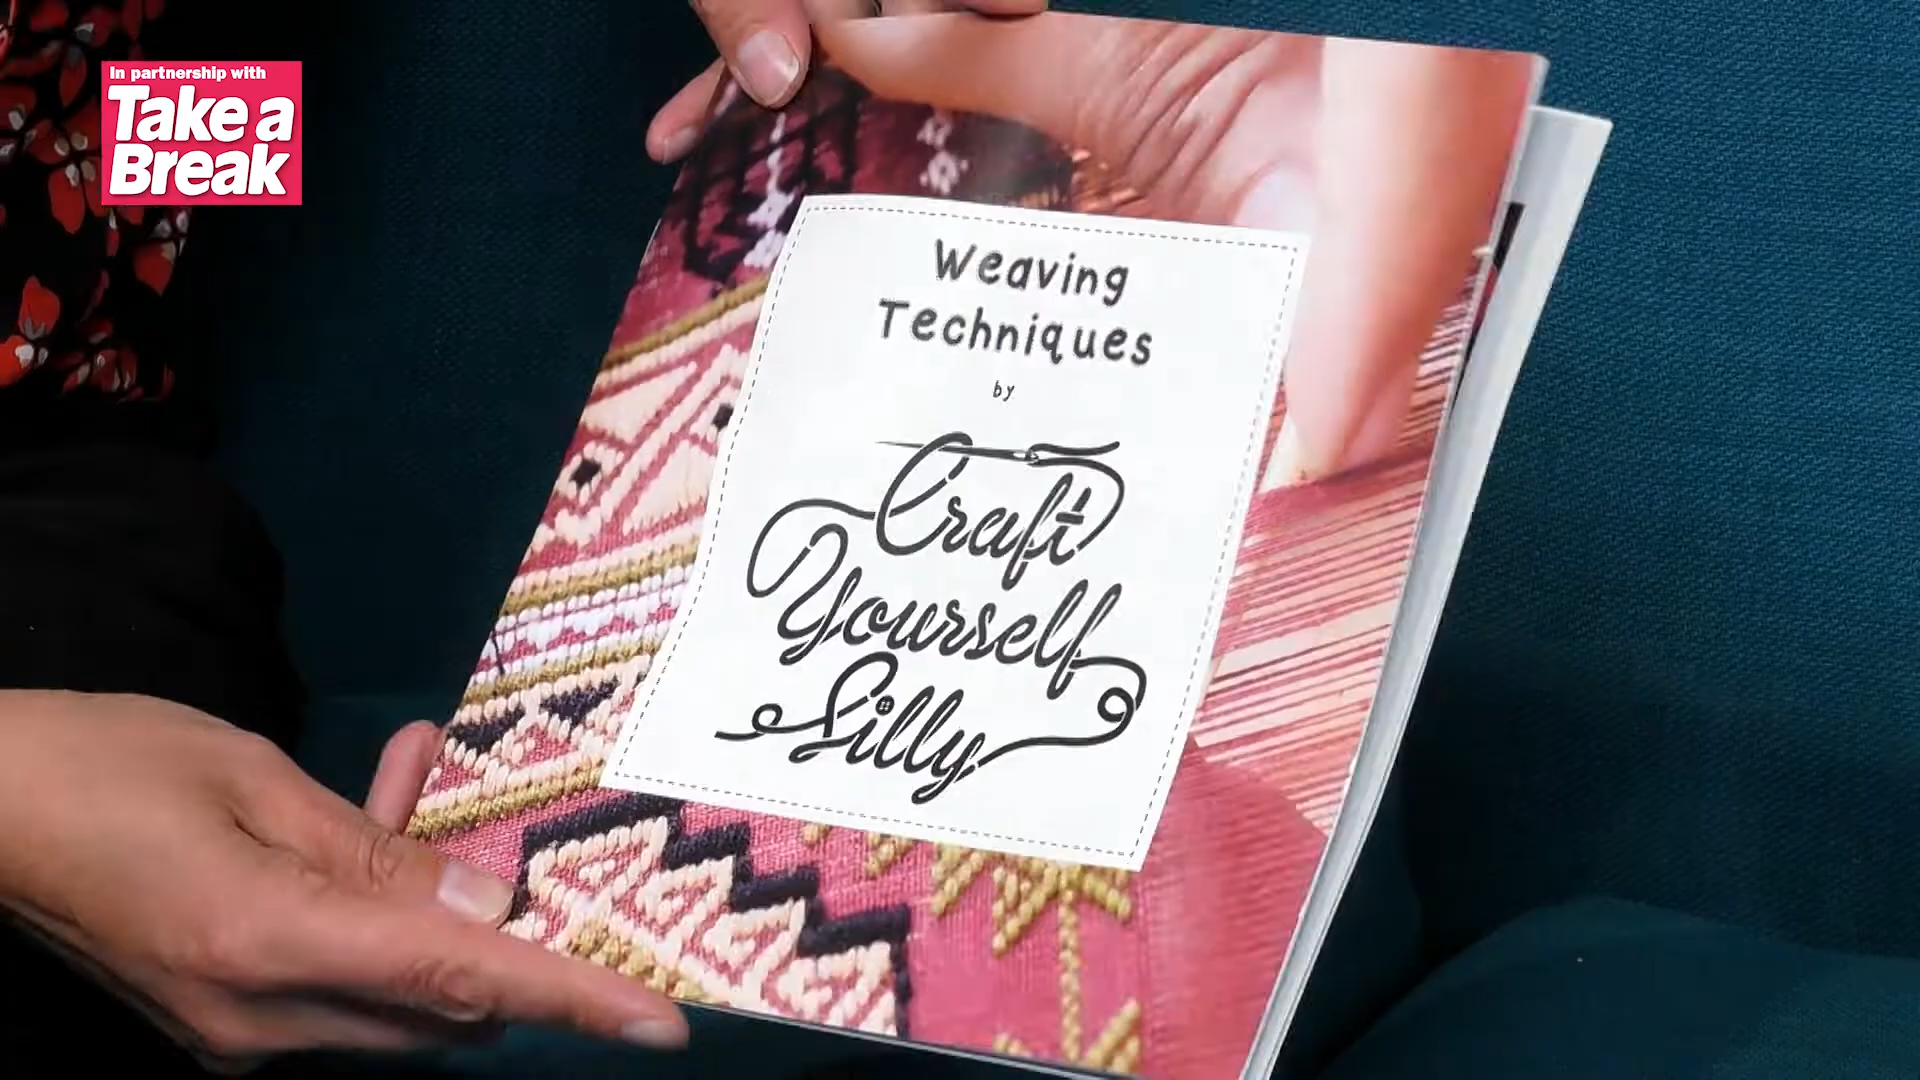 In partnership with
Take a
Break
Weaving
Techniques
by
Craft
Yourself
Silly